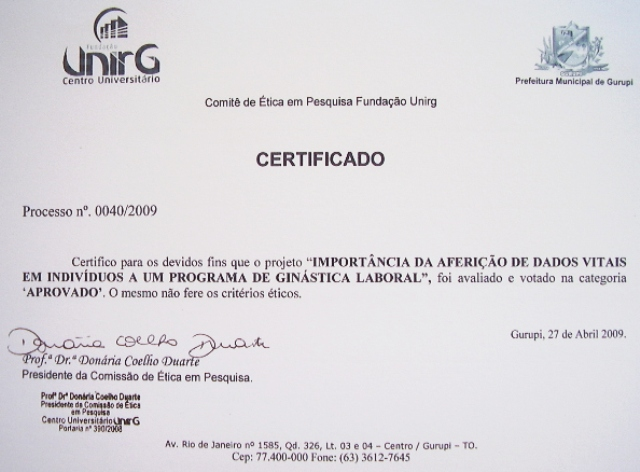 Fundação
UnirG
Centro Universitário
Prefeitura Municipal de Gurupi
Comitê de Ética em Pesquisa Fundação Unirg
CERTIFICADO
Processo nº. 0040/2009
Certifico para os devidos fins que o projeto “IMPORTÂNCIA DA AFERIÇÃO DE DADOS VITAIS
EM INDIVÍDUOS A UM PROGRAMA DE GINÁSTICA LABORAL”, foi avaliado e votado na categoria
‘APROVADO’. O mesmo não fere os critérios éticos.
Gurupi, 27 de Abril 2009.
Donária Coelho Duarte
Prof.ª Dr.ª Donária Coelho Duarte
Presidente da Comissão de Ética em Pesquisa.
Profª Drª Donária Coelho Duarte
Presidente da Comissão de Ética
em Pesquisa
Centro Universitário UnirG
Portaria nº 390/2008
Av. Rio de Janeiro nº 1585, Qd. 326, Lt. 03 e 04 – Centro / Gurupi – TO.
Cep: 77.400-000 Fone: (63) 3612-7645